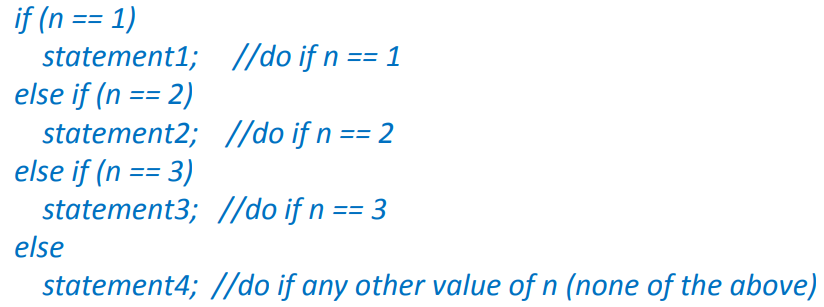 if (n == 1)
statement1; //do if n == 1
else if (n == 2)
statement2; //do if n == 2
else if (n == 3)
statement3; //do if n == 3
else
statement4; //do if any other value of n (none of the above)